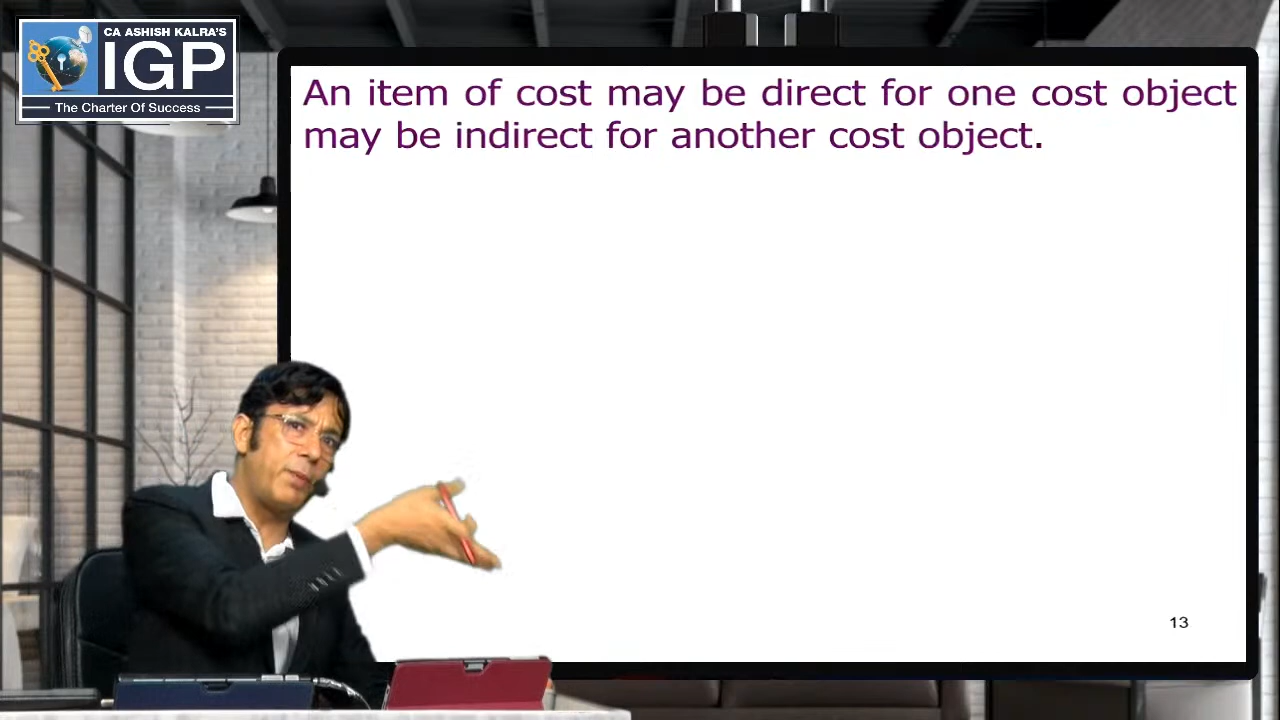 CA ASHISH KALRA'S
IGP
The Charter Of Success
An item of cost may be direct for one cost object
may be indirect for another cost object.
13